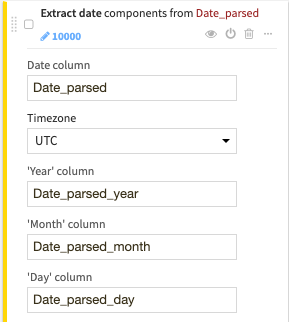 Extract date components from Date_parsed
10000
Date column
Date_parsed
Timezone
UTC
'Year' column
Date_parsed_year
'Month' column
Date_parsed_month
'Day' column
Date_parsed_day